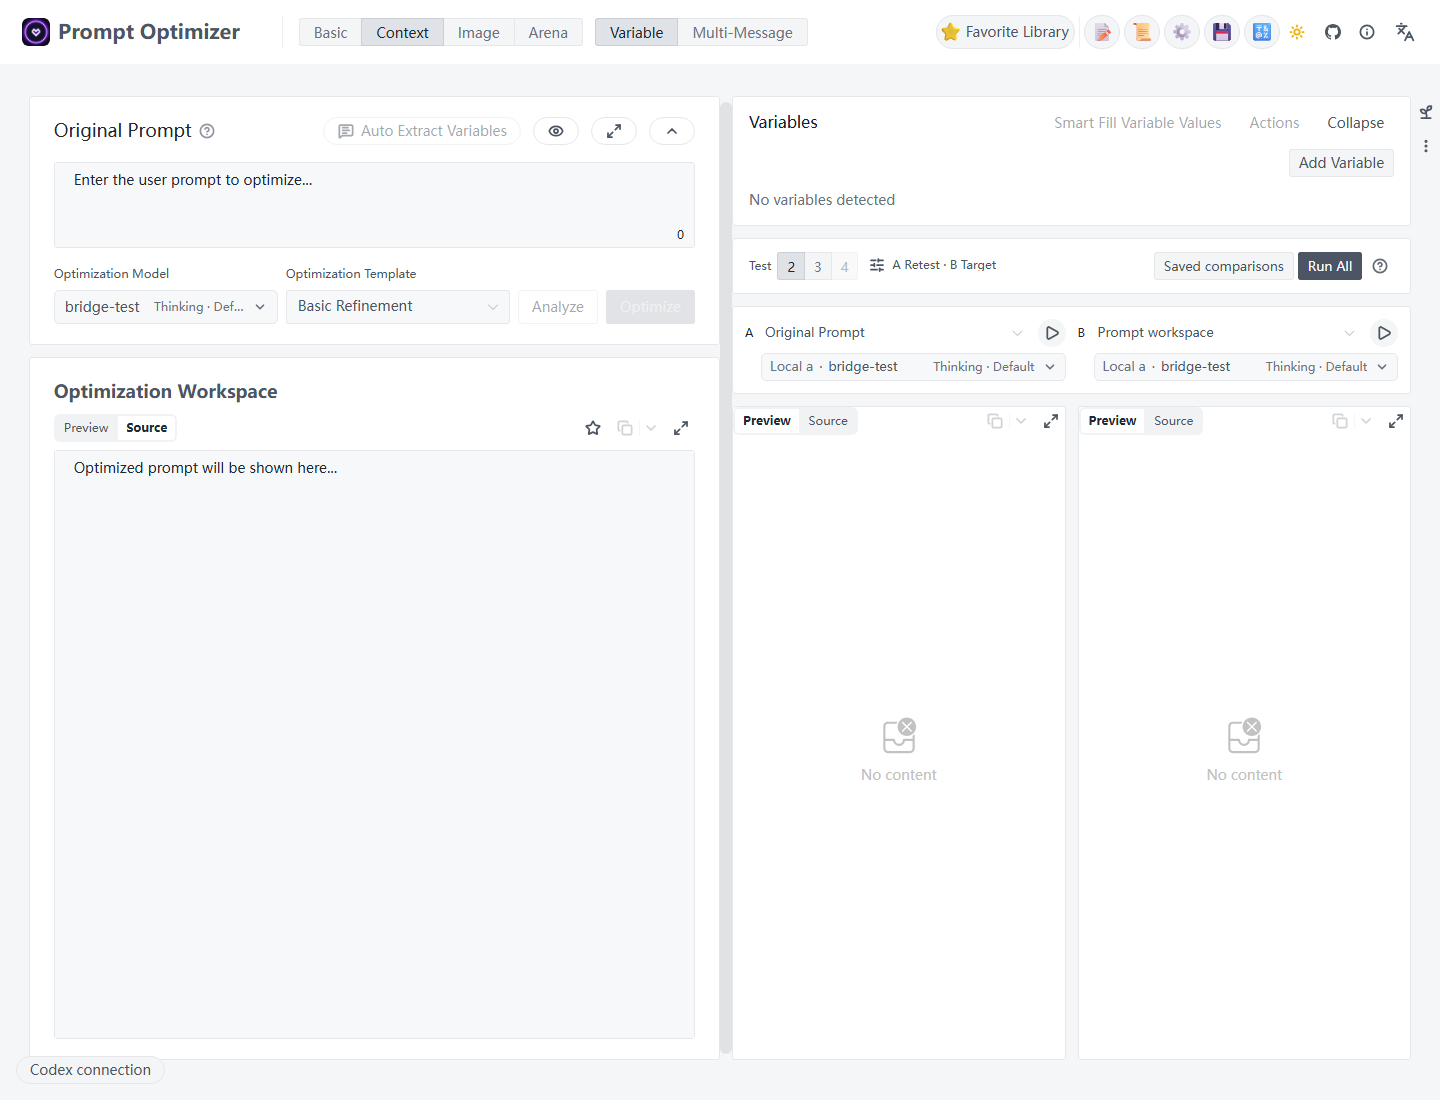 Prompt Optimizer
Basic
Context
Image
Arena
Variable
Multi-Message
Favorite Library
Original Prompt
Auto Extract Variables
Enter the user prompt to optimize...
0
Optimization Model
Optimization Template
bridge-test
Thinking · Def...
Basic Refinement
Analyze
Optimize
Optimization Workspace
Preview
Source
Optimized prompt will be shown here...
Codex connection
Variables
Smart Fill Variable Values
Actions
Collapse
Add Variable
No variables detected
Test
2
3
4
A Retest · B Target
Saved comparisons
Run All
A
Original Prompt
Local a · bridge-test
Thinking · Default
B
Prompt workspace
Local a · bridge-test
Thinking · Default
Preview
Source
No content
Preview
Source
No content